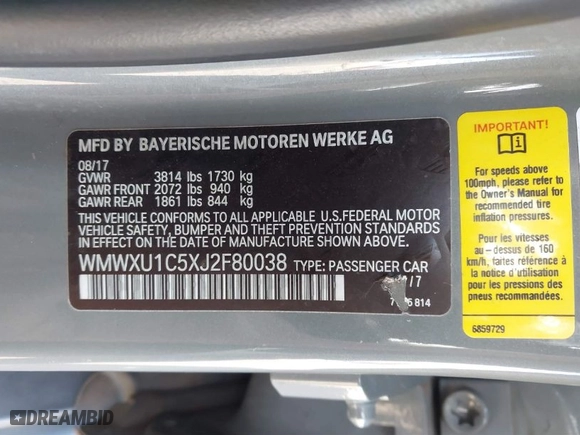 MFD BY BAYERISCHE MOTOREN WERKE AG
08/17
GVWR 3814 lbs 1730 kg
GAWR FRONT 2072 lbs 940 kg
GAWR REAR 1861 lbs 844 kg
THIS VEHICLE CONFORMS TO ALL APPLICABLE U.S.FEDERAL MOTOR
VEHICLE SAFETY, BUMPER AND THEFT PREVENTION STANDARDS
IN EFFECT ON THE DATE OF MANUFACTURE SHOWN ABOVE.
WMWXU1C5XJ2F80038 TYPE: PASSENGER CAR
IMPORTANT!
For speeds above
100mph, please refer to
the Owner's Manual for
recommended tire
inflation pressures.
Pour les vitesses au
-dessus de 160
km/h, faites référence
à la notice
d'utilisation pour les
pressions des
pneus recommandées.
6859729
DREAMBID